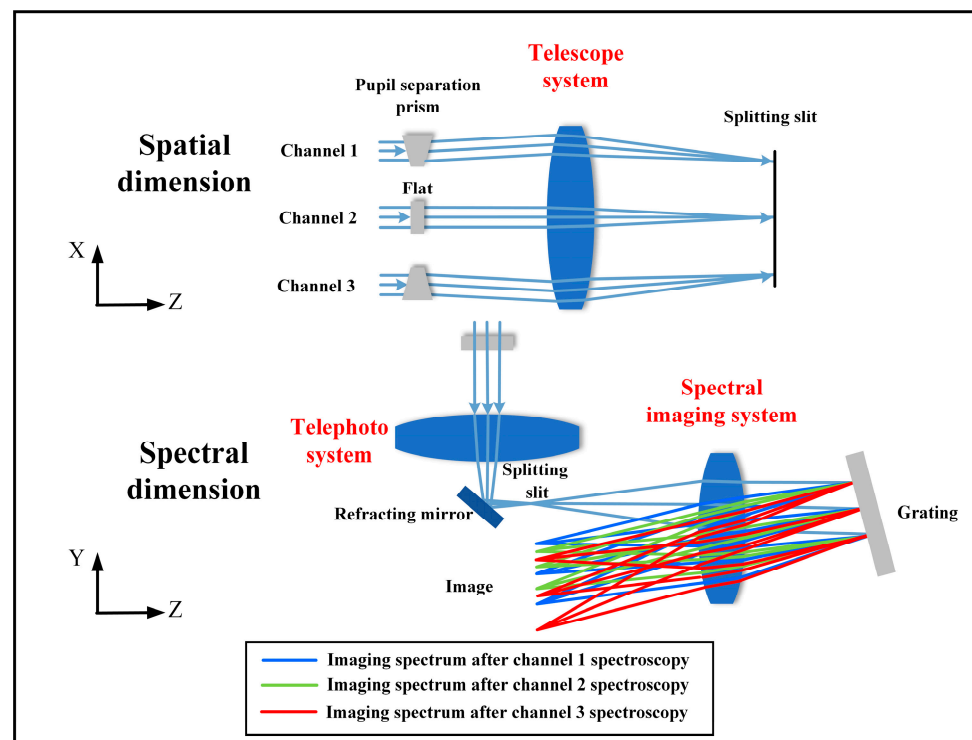 Telescope
system
Pupil separation
prism
Splitting slit
Spatial
dimension
Channel 1
Flat
Channel 2
Channel 3
X
Z
Spectral
imaging system
Telephoto
system
Spectral
dimension
Splitting
slit
Refracting mirror
Grating
Y
Z
Image
Imaging spectrum after channel 1 spectroscopy
Imaging spectrum after channel 2 spectroscopy
Imaging spectrum after channel 3 spectroscopy